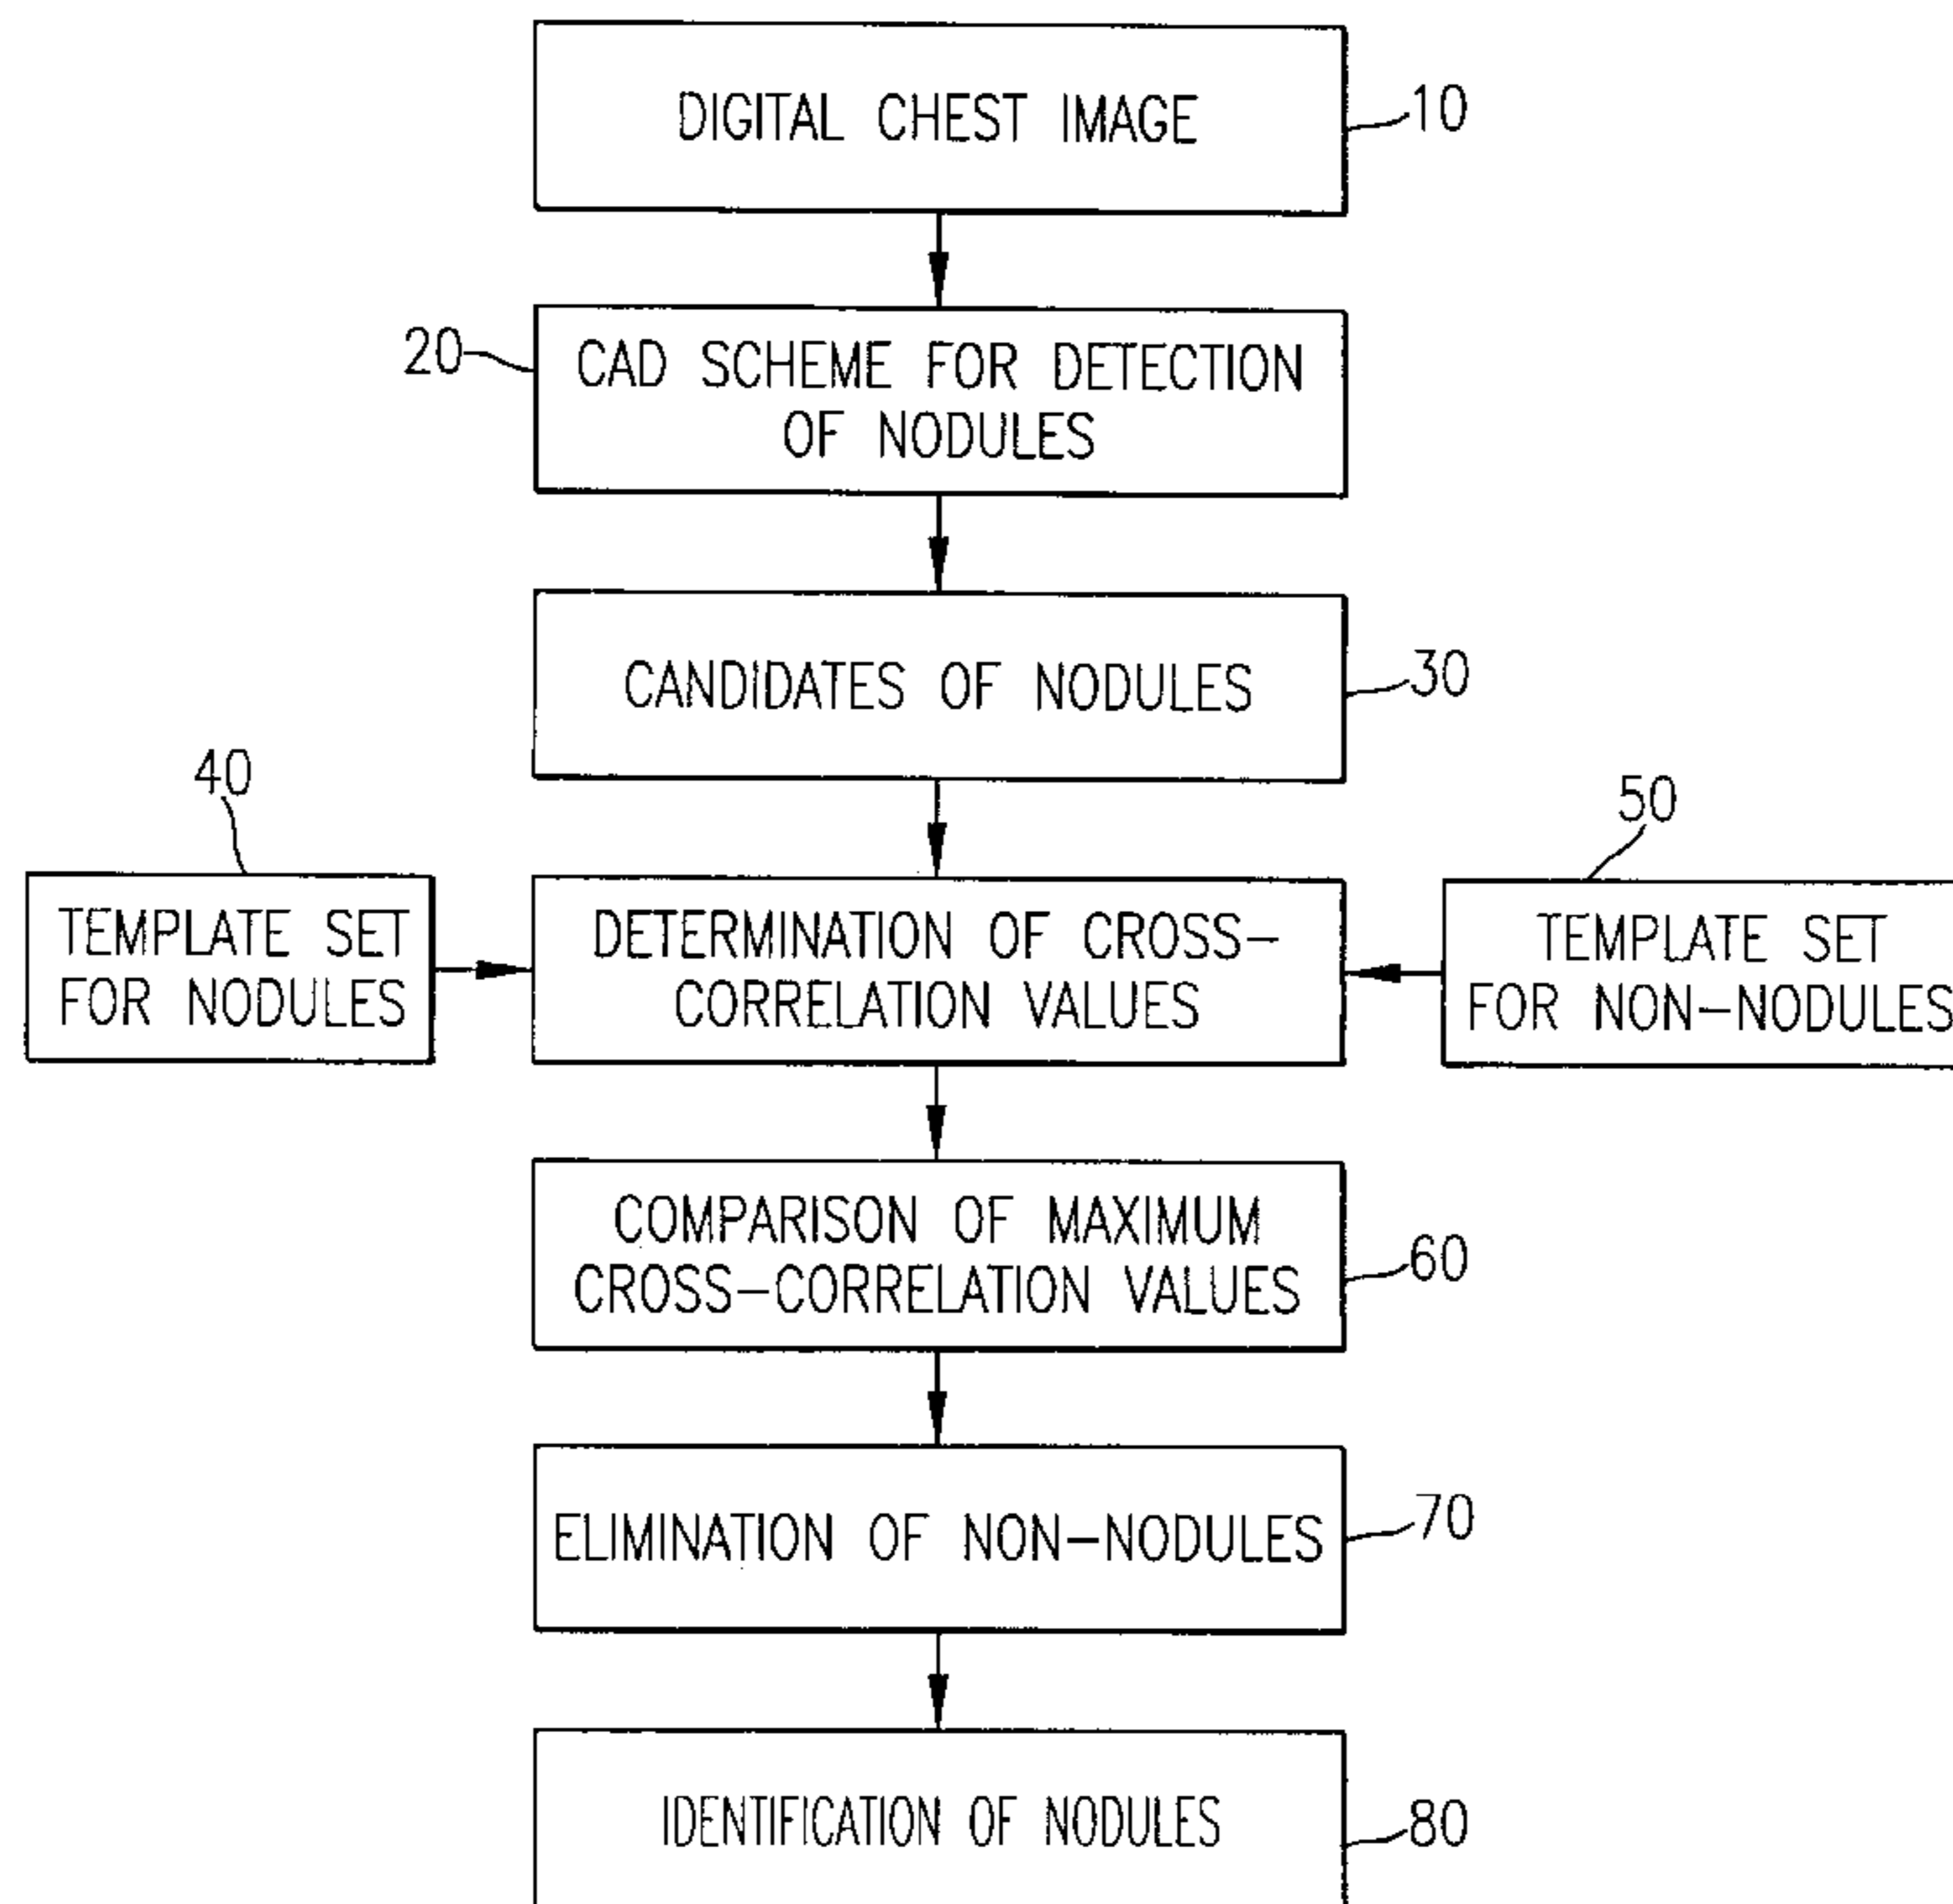 DIGITAL CHEST IMAGE
10
20
CAD SCHEME FOR DETECTION
OF NODULES
CANDIDATES OF NODULES
30
40
50
TEMPLATE SET
FOR NODULES
DETERMINATION OF CROSS-
CORRELATION VALUES
TEMPLATE SET
FOR NON-NODULES
COMPARISON OF MAXIMUM
CROSS-CORRELATION VALUES
60
ELIMINATION OF NON-NODULES
70
IDENTIFICATION OF NODULES
80